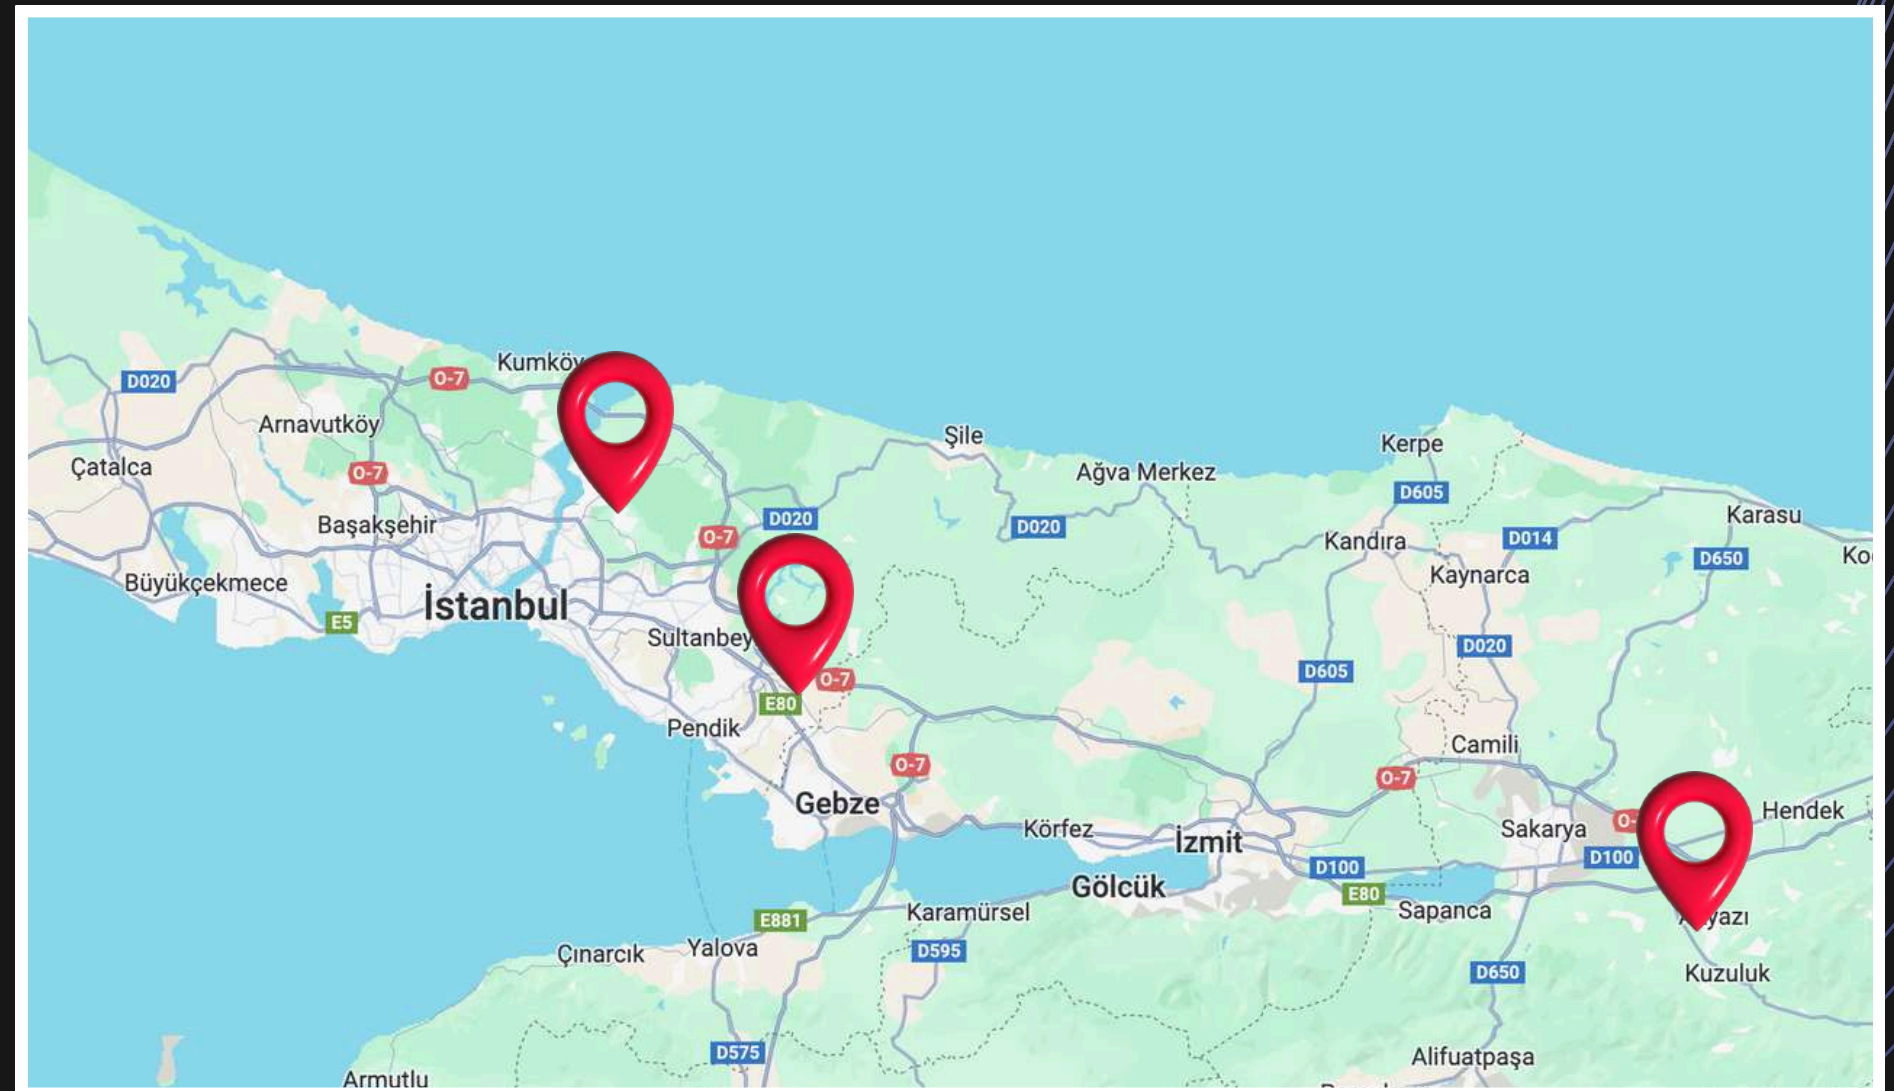 Kumköy
D020
O-7
Arnavutköy
Şile
Kerpe
Çatalca
O-7
Ağva Merkez
D605
Başakşehir
D020
D020
Karasu
O-7
Kandıra
D014
D650
Büyükçekmece
Kaynarca
E5
İstanbul
Sultanbey
D020
O-7
D605
E80
Pendik
Camili
O-7
O-7
Gebze
Körfez
İzmit
Sakarya
Hendek
D100
D100
Gölcük
E80
Sapanca
E881
Karamürsel
yazı
Çınarcık
Yalova
D595
D650
Kuzuluk
D575
Alifuatpaşa
Armutlu